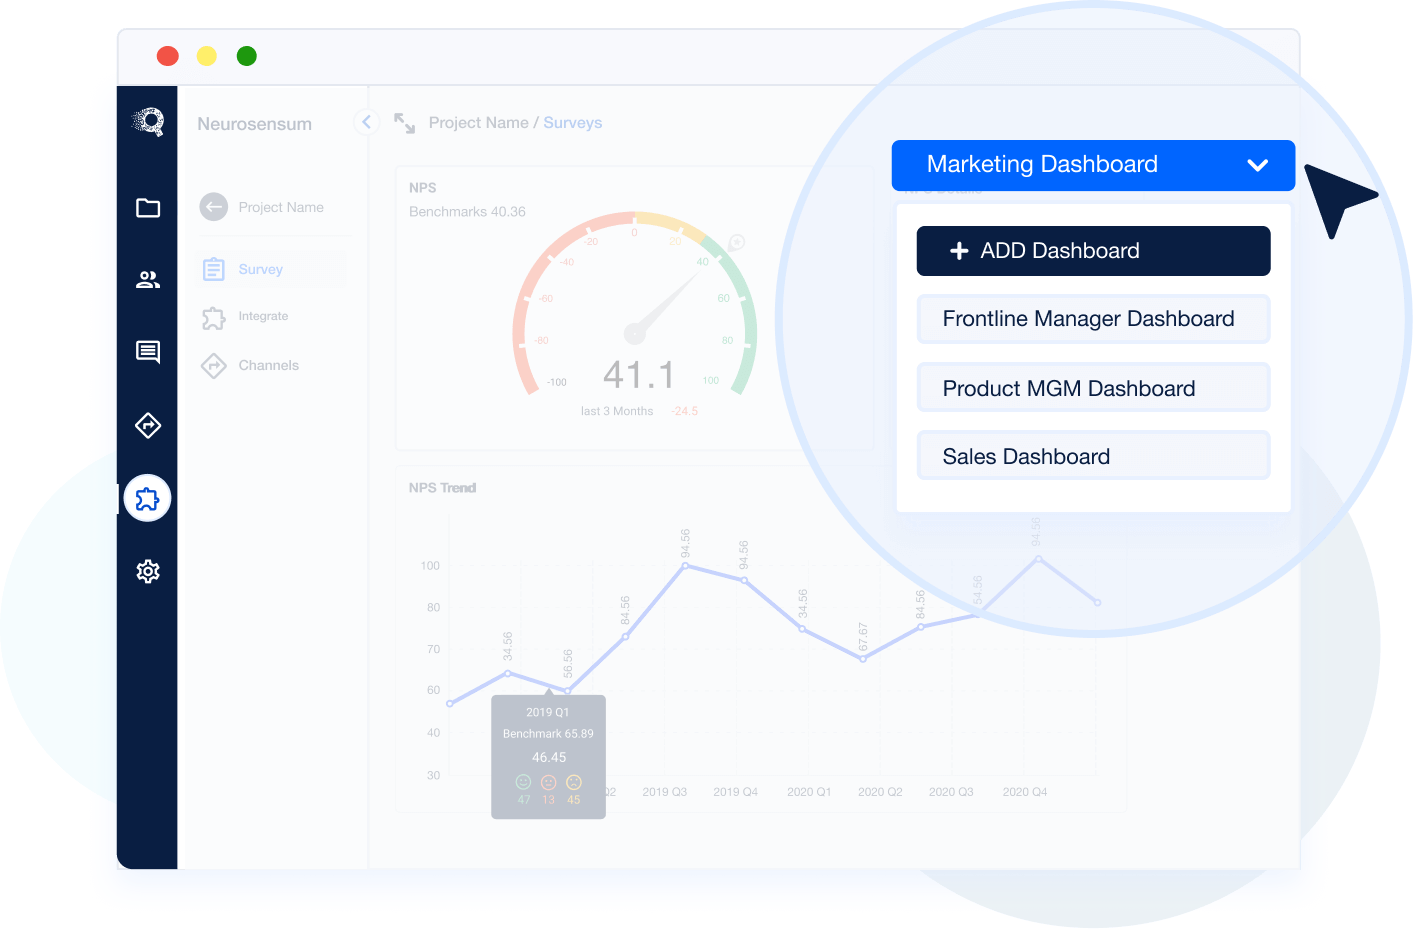 Neurosensum
Project Name / Surveys
Marketing Dashboard
NPS Details
ADD Dashboard
Frontline Manager Dashboard
Product MGM Dashboard
Sales Dashboard
Project Name
Survey
Integrate
Channels
NPS
Benchmarks 40.36
0
-20
20
-40
40
-60
60
-80
80
-100
100
41.1
last 3 Months -24.5
NPS Trend
100
80
70
60
40
30
34.56
56.56
84.56
94.56
94.56
34.56
67.67
84.56
54.56
94.56
2019 Q1
Benchmark 65.89
46.45
47 13 45
Q2
2019 Q3
2019 Q4
2020 Q1
2020 Q2
2020 Q3
2020 Q4